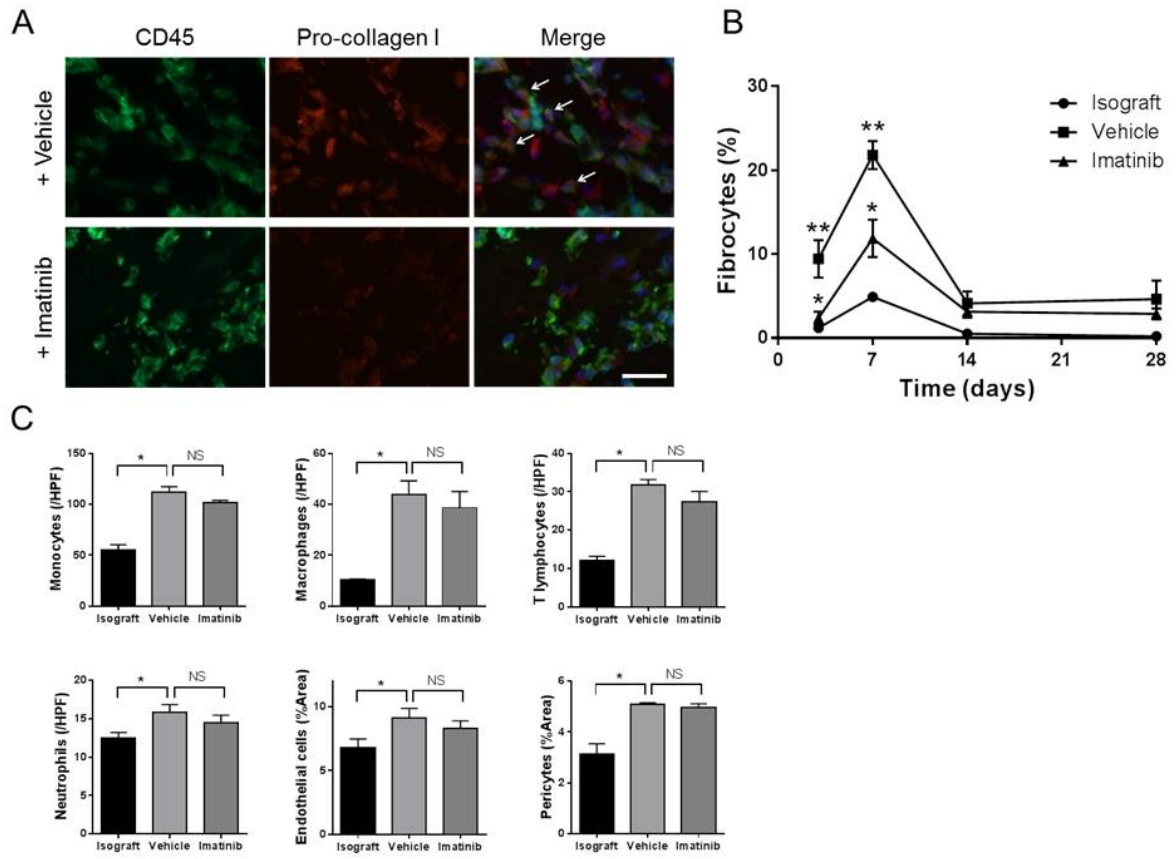 A
CD45 Pro-collagen I Merge
+ Vehicle
+ Imatinib
B
Fibrocytes (%)
30
20
10
0
** ** * *
Isograft
Vehicle
Imatinib
0 7 14 21 28
Time (days)
C
Monocytes (/HPF)
150
100
50
0
* NS
Isograft Vehicle Imatinib
Macrophages (/HPF)
60
40
20
0
* NS
Isograft Vehicle Imatinib
T lymphocytes (/HPF)
40
30
20
10
0
* NS
Isograft Vehicle Imatinib
Neutrophils (/HPF)
20
15
10
5
0
* NS
Isograft Vehicle Imatinib
Endothelial cells (%Area)
10
5
0
* NS
Isograft Vehicle Imatinib
Pericytes (%Area)
6
4
2
0
* NS
Isograft Vehicle Imatinib